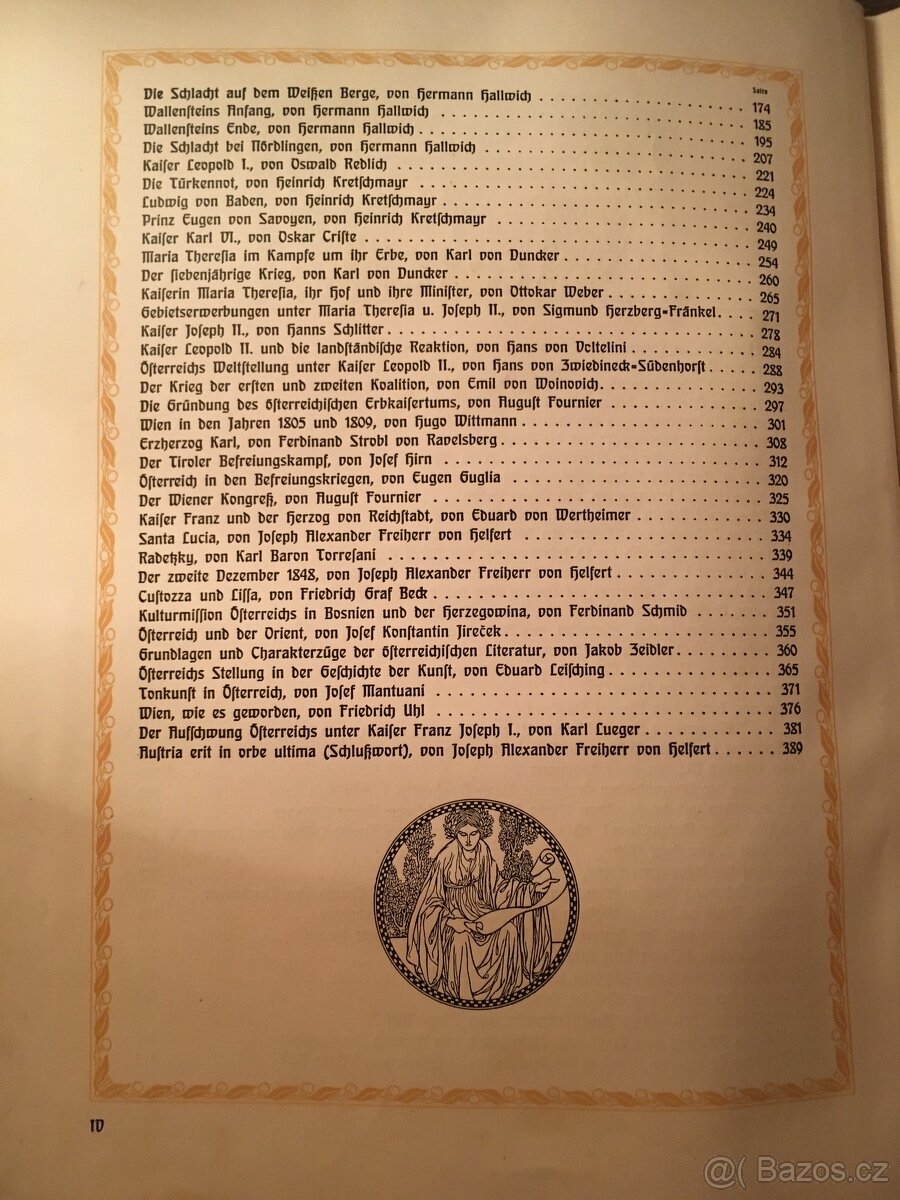 Seite
Die Schlacht auf dem Weißen Berge, von Hermann Hallwich . . . . . . . . . . . . . . . . 174
Wallensteins Anfang, von Hermann Hallwich . . . . . . . . . . . . . . . . 185
Wallensteins Ende, von Hermann Hallwich . . . . . . . . . . . . . . . . 195
Die Schlacht bei Nördlingen, von Hermann Hallwich . . . . . . . . . . . . . . . . 207
Kaiser Leopold I., von Oswald Redlich . . . . . . . . . . . . . . . . 221
Die Türkennot, von Heinrich Kretschmayr . . . . . . . . . . . . . . . . 224
Ludwig von Baden, von Heinrich Kretschmayr . . . . . . . . . . . . . . . . 234
Prinz Eugen von Savoyen, von Heinrich Kretschmayr . . . . . . . . . . . . . . . . 240
Kaiser Karl VI., von Oskar Criste . . . . . . . . . . . . . . . . 249
Maria Theresia im Kampfe um ihr Erbe, von Karl von Duncker . . . . . . . . . . . . . . 254
Der siebenjährige Krieg, von Karl von Duncker . . . . . . . . . . . . . . . . 260
Kaiserin Maria Theresia, ihr Hof und ihre Minister, von Ottokar Weber . . . . . . . . . . 265
Gebietserwerbungen unter Maria Theresia u. Joseph II., von Sigmund Herzberg-Fränkel. . . . 271
Kaiser Joseph II., von Hanns Schlitter . . . . . . . . . . . . . . . . 278
Kaiser Leopold II. und die landständische Reaktion, von Hans von Voltelini . . . . . . . . 284
Österreichs Weltstellung unter Kaiser Leopold II., von Hans von Zwiedineck-Südenhorst . . . . . 288
Der Krieg der ersten und zweiten Koalition, von Emil von Woinovich. . . . . . . . . . . . 293
Die Gründung des österreichischen Erbkaisertums, von August Fournier . . . . . . . . . . . 297
Wien in den Jahren 1805 und 1809, von Hugo Wittmann . . . . . . . . . . . . . . . . 301
Erzherzog Karl, von Ferdinand Strobl von Ravelsberg . . . . . . . . . . . . . . . . 308
Der Tiroler Befreiungskampf, von Josef Hirn . . . . . . . . . . . . . . . . 312
Österreich in den Befreiungskriegen, von Eugen Guglia . . . . . . . . . . . . . . . . 320
Der Wiener Kongreß, von August Fournier . . . . . . . . . . . . . . . . 325
Kaiser Franz und der Herzog von Reichstadt, von Eduard von Wertheimer . . . . . . . . . . 330
Santa Lucia, von Joseph Alexander Freiherr von Helfert . . . . . . . . . . . . . . . . 334
Radetzky, von Karl Baron Torresani . . . . . . . . . . . . . . . . 339
Der zweite Dezember 1848, von Joseph Alexander Freiherr von Helfert . . . . . . . . . . . 344
Custozza und Lissa, von Friedrich Graf Beck . . . . . . . . . . . . . . . . 347
Kulturmission Österreichs in Bosnien und der Herzegowina, von Ferdinand Schmid . . . . . . 351
Österreich und der Orient, von Josef Konstantin Jireček . . . . . . . . . . . . . . . . 355
Grundlagen und Charakterzüge der österreichischen Literatur, von Jakob Zeidler . . . . . . . . . 360
Österreichs Stellung in der Geschichte der Kunst, von Eduard Leisching . . . . . . . . . . . . 365
Tonkunst in Österreich, von Josef Mantuani . . . . . . . . . . . . . . . . 371
Wien, wie es geworden, von Friedrich Uhl . . . . . . . . . . . . . . . . 376
Der Aufschwung Österreichs unter Kaiser Franz Joseph I., von Karl Lueger . . . . . . . . . . 381
Austria erit in orbe ultima (Schlußwort), von Joseph Alexander Freiherr von Helfert . . . . . . 389
IV
@( Bazos.cz